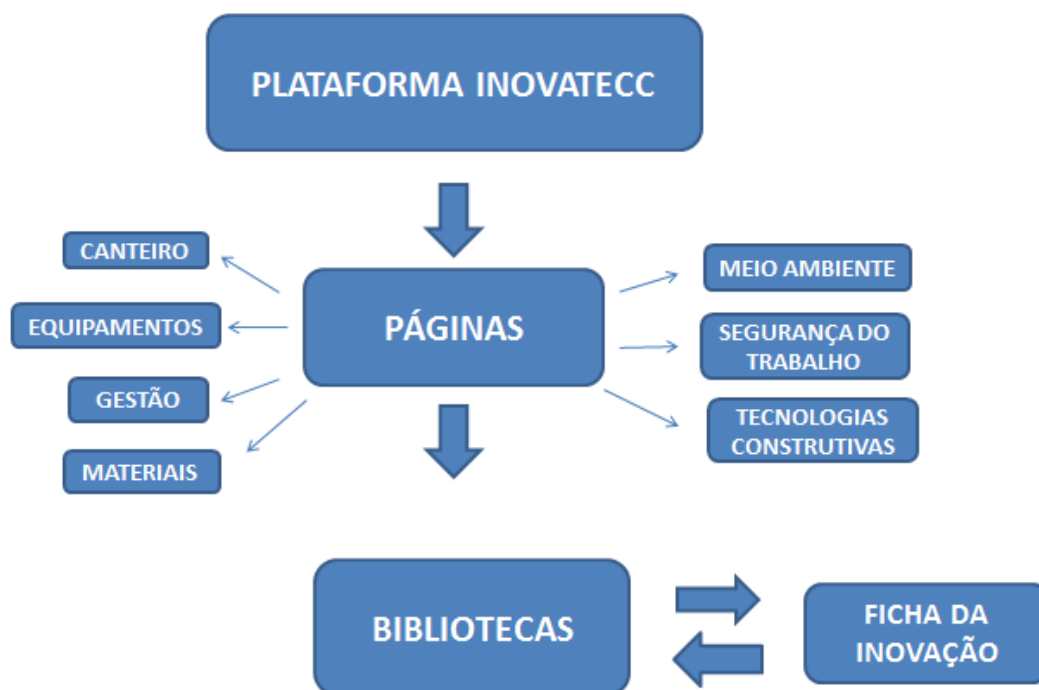 PLATAFORMA INOVATECC
CANTEIRO
EQUIPAMENTOS
GESTÃO
MATERIAIS
PÁGINAS
MEIO AMBIENTE
SEGURANÇA DO
TRABALHO
TECNOLOGIAS
CONSTRUTIVAS
BIBLIOTECAS
FICHA DA
INOVAÇÃO